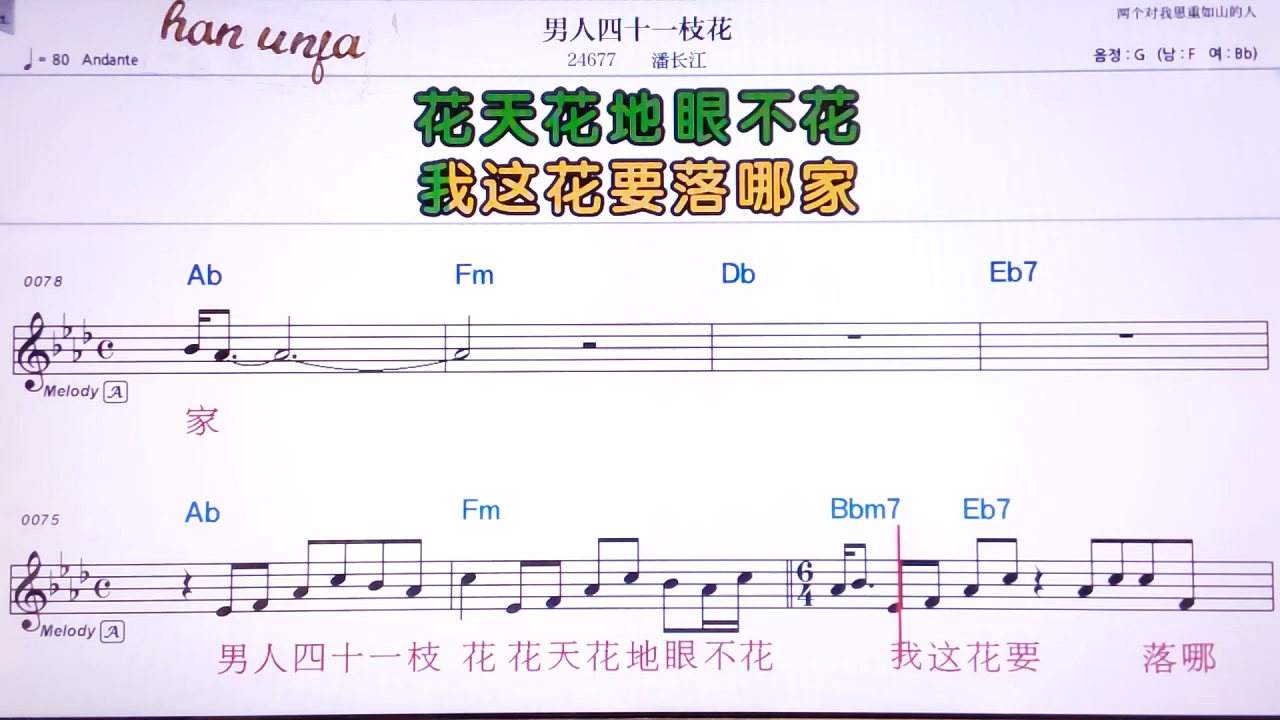 han unfa
男人四十一枝花
两个对我恩重如山的人
♩= 80 Andante
24677 潘长江
음정 : G (남 : F 여 : Bb)
花天花地眼不花
我这花要落哪家
0078 Ab Fm Db Eb7
Melody A
家
0075 Ab Fm Bbm7 Eb7
6
4
Melody A
男人四十一枝 花 花天花地眼不花 我这花要 落哪